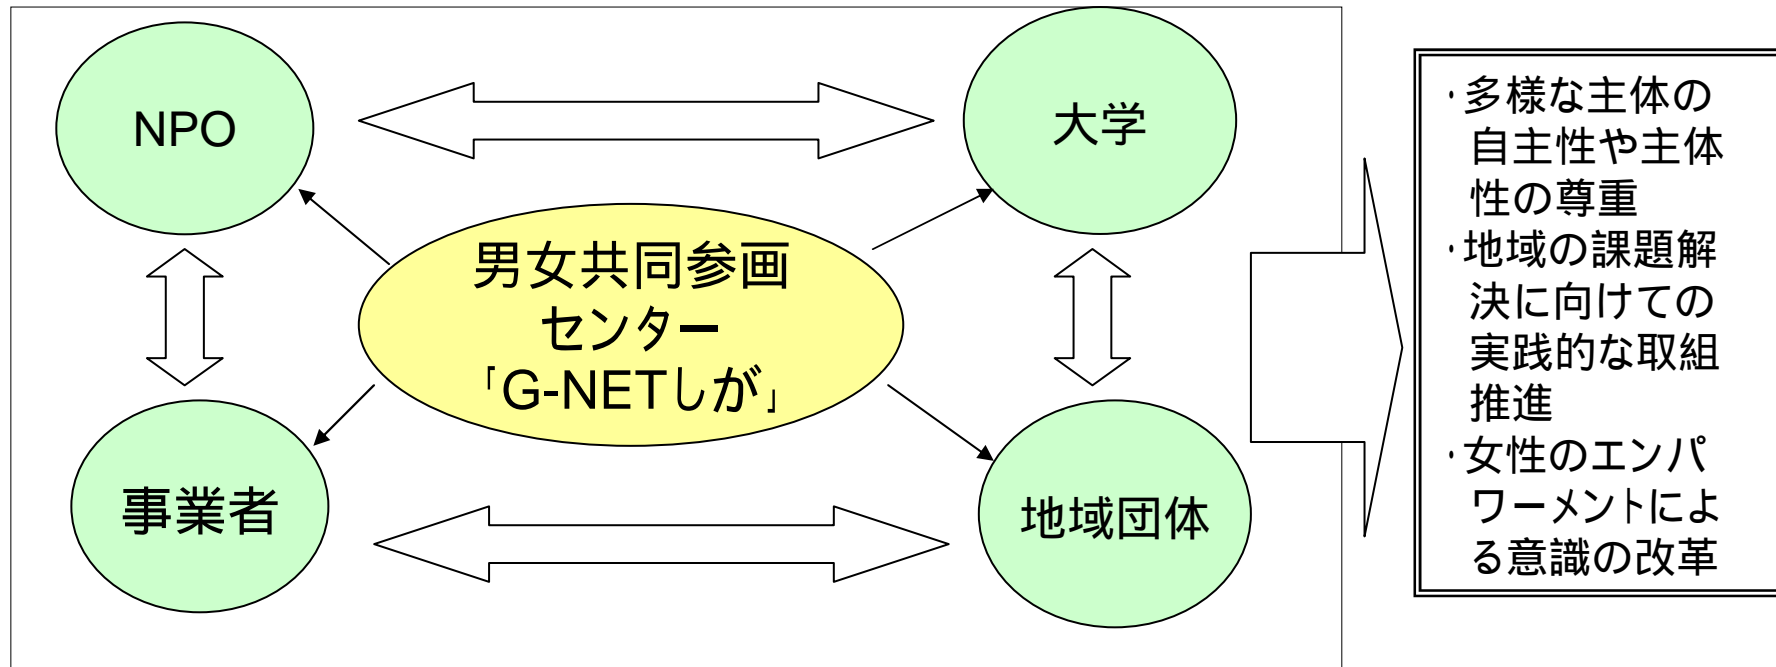 NPO
大学
男女共同参画
センター
「G-NETしが」
事業者
地域団体
・多様な主体の
自主性や主体
性の尊重
・地域の課題解
決に向けての
実践的な取組
推進
・女性のエンパ
ワーメントによ
る意識の改革